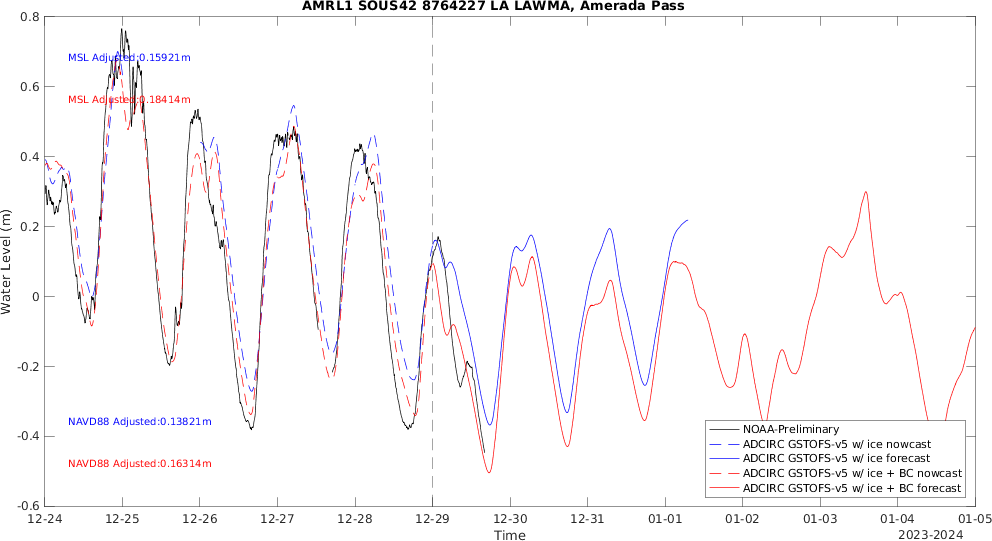 AMRL1 SOUS42 8764227 LA LAWMA, Amerada Pass
0.8
MSL Adjusted:0.15921m
0.6
MSL Adjusted:0.18414m
0.4
0.2
Water Level (m)
0
-0.2
NAVD88 Adjusted:0.13821m
-0.4
NAVD88 Adjusted:0.16314m
-0.6
NOAA-Preliminary
ADCIRC GSTOFS-v5 w/ ice nowcast
ADCIRC GSTOFS-v5 w/ ice forecast
ADCIRC GSTOFS-v5 w/ ice + BC nowcast
ADCIRC GSTOFS-v5 w/ ice + BC forecast
12-24 12-25 12-26 12-27 12-28 12-29 12-30 12-31 01-01 01-02 01-03 01-04 01-05
Time
2023-2024